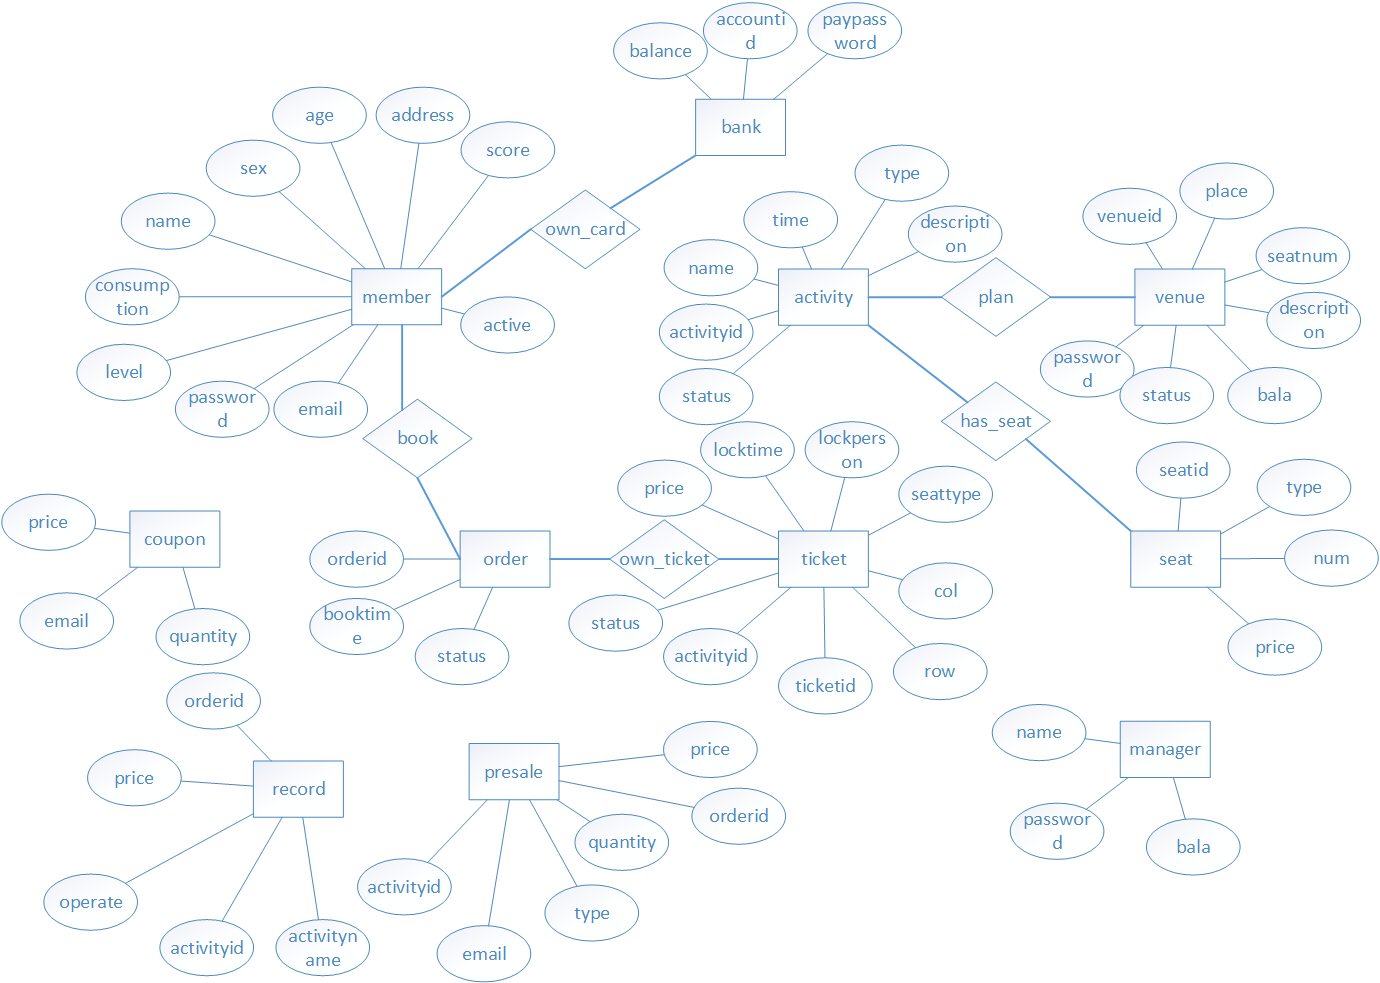 accounti
d
paypass
word
balance
bank
age
address
score
sex
name
own_card
consump
tion
member
active
level
passwor
d
email
book
type
time
descripti
on
name
activity
activityid
status
plan
place
venueid
seatnum
venue
descripti
on
passwor
d
status
bala
has_seat
seatid
type
seat
num
price
locktime
lockpers
on
price
seattype
own_ticket
ticket
col
status
activityid
ticketid
row
order
orderid
booktim
e
status
price
coupon
email
quantity
orderid
price
record
operate
activityid
activityn
ame
presale
price
orderid
quantity
activityid
type
email
name
manager
passwor
d
bala